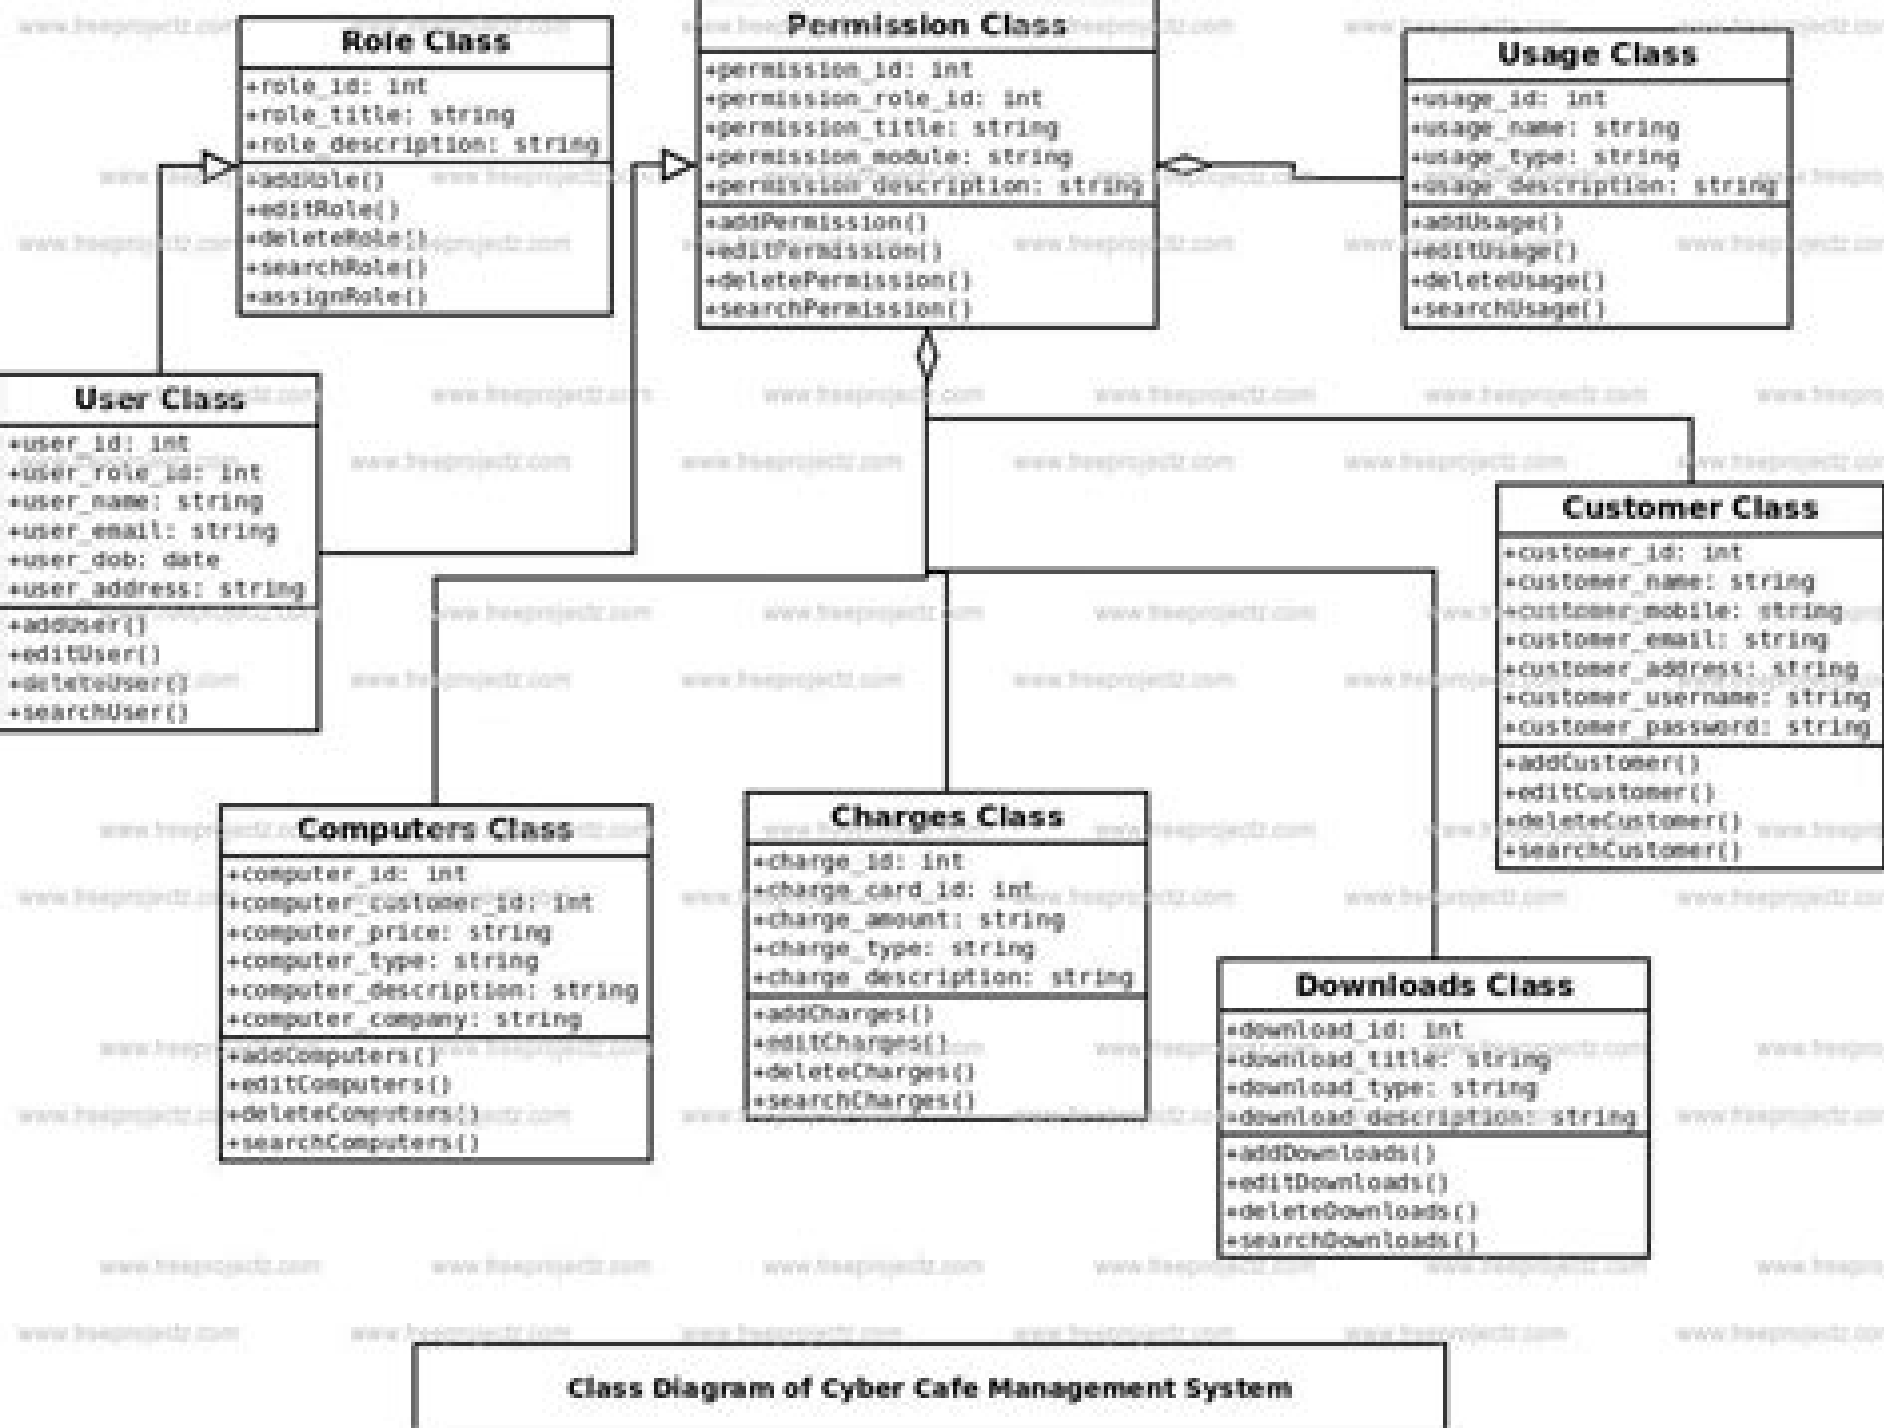 Role Class
+role_id: int
+role_title: string
+role_description: string
+addRole()
+editRole()
+deleteRole()
+searchRole()
+assignRole()
Permission Class
+permission_id: int
+permission_role_id: int
+permission_title: string
+permission_module: string
+permission_description: string
+addPermission()
+editPermission()
+deletePermission()
+searchPermission()
Usage Class
+usage_id: int
+usage_name: string
+usage_type: string
+usage_description: string
+addUsage()
+editUsage()
+deleteUsage()
+searchUsage()
User Class
+user_id: int
+user_role_id: int
+user_name: string
+user_email: string
+user_dob: date
+user_address: string
+addUser()
+editUser()
+deleteUser()
+searchUser()
Customer Class
+customer_id: int
+customer_name: string
+customer_mobile: string
+customer_email: string
+customer_address: string
+customer_username: string
+customer_password: string
+addCustomer()
+editCustomer()
+deleteCustomer()
+searchCustomer()
Computers Class
+computer_id: int
+computer_customer_id: int
+computer_price: string
+computer_type: string
+computer_description: string
+computer_company: string
+addComputers()
+editComputers()
+deleteComputers()
+searchComputers()
Charges Class
+charge_id: int
+charge_card_id: int
+charge_amount: string
+charge_type: string
+charge_description: string
+addCharges()
+editCharges()
+deleteCharges()
+searchCharges()
Downloads Class
+download_id: int
+download_title: string
+download_type: string
+download_description: string
+addDownloads()
+editDownloads()
+deleteDownloads()
+searchDownloads()
Class Diagram of Cyber Cafe Management System
www.freeprojectz.com